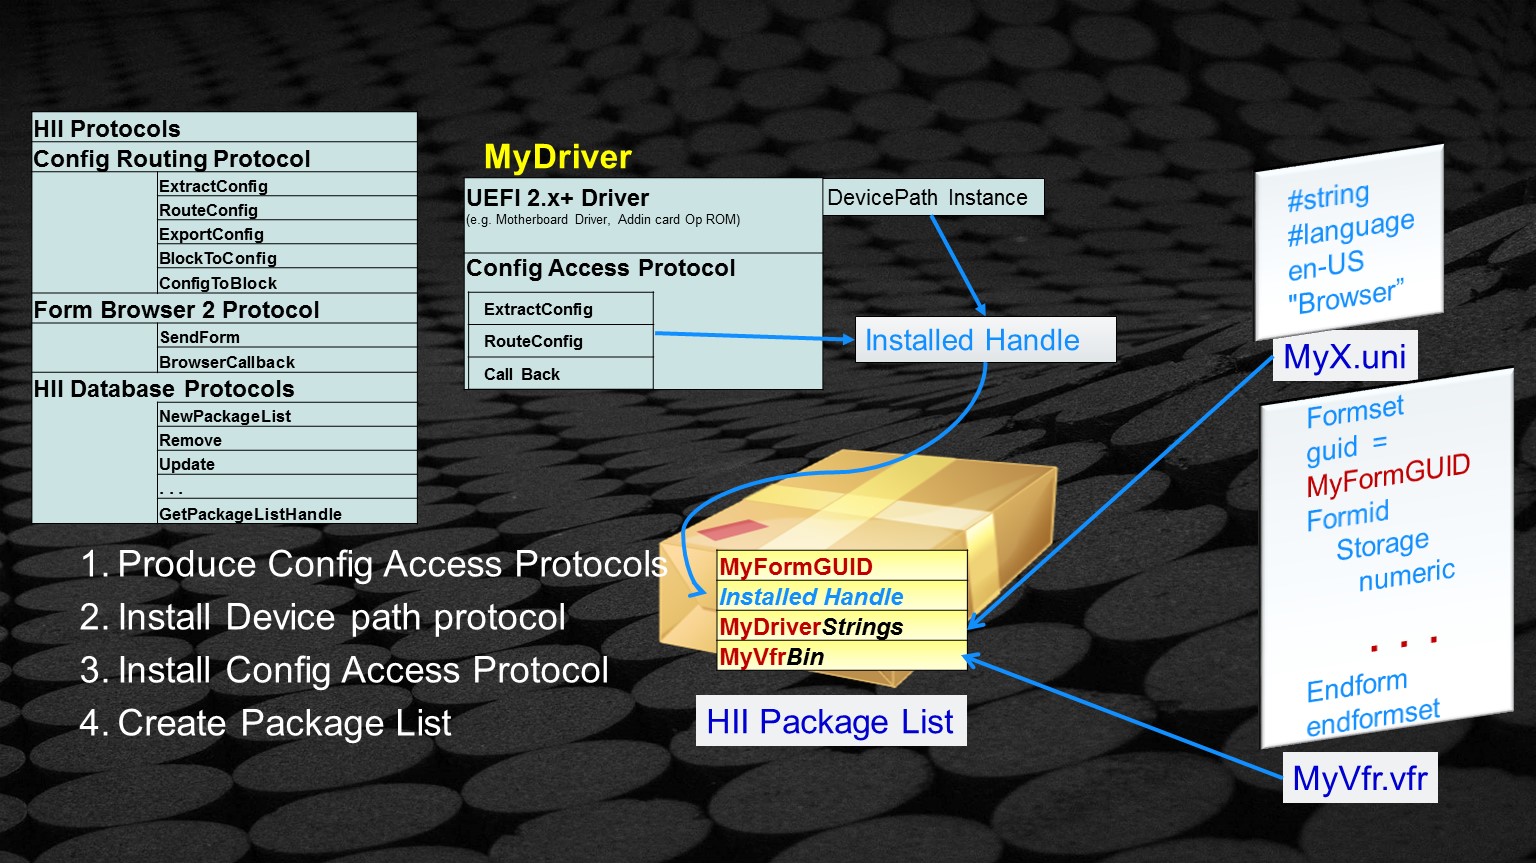 HII Protocols
Config Routing Protocol
ExtractConfig
RouteConfig
ExportConfig
BlockToConfig
ConfigToBlock
Form Browser 2 Protocol
SendForm
BrowserCallback
HII Database Protocols
NewPackageList
Remove
Update
. . .
GetPackageListHandle
MyDriver
UEFI 2.x+ Driver
(e.g. Motherboard Driver, Addin card Op ROM)
Config Access Protocol
ExtractConfig
RouteConfig
Call Back
DevicePath Instance
Installed Handle
#string
#language
en-US
"Browser”
MyX.uni
Formset
guid =
MyFormGUID
Formid
Storage
numeric
. . .
Endform
endformset
MyVfr.vfr
MyFormGUID
Installed Handle
MyDriverStrings
MyVfrBin
HII Package List
1. Produce Config Access Protocols
2. Install Device path protocol
3. Install Config Access Protocol
4. Create Package List